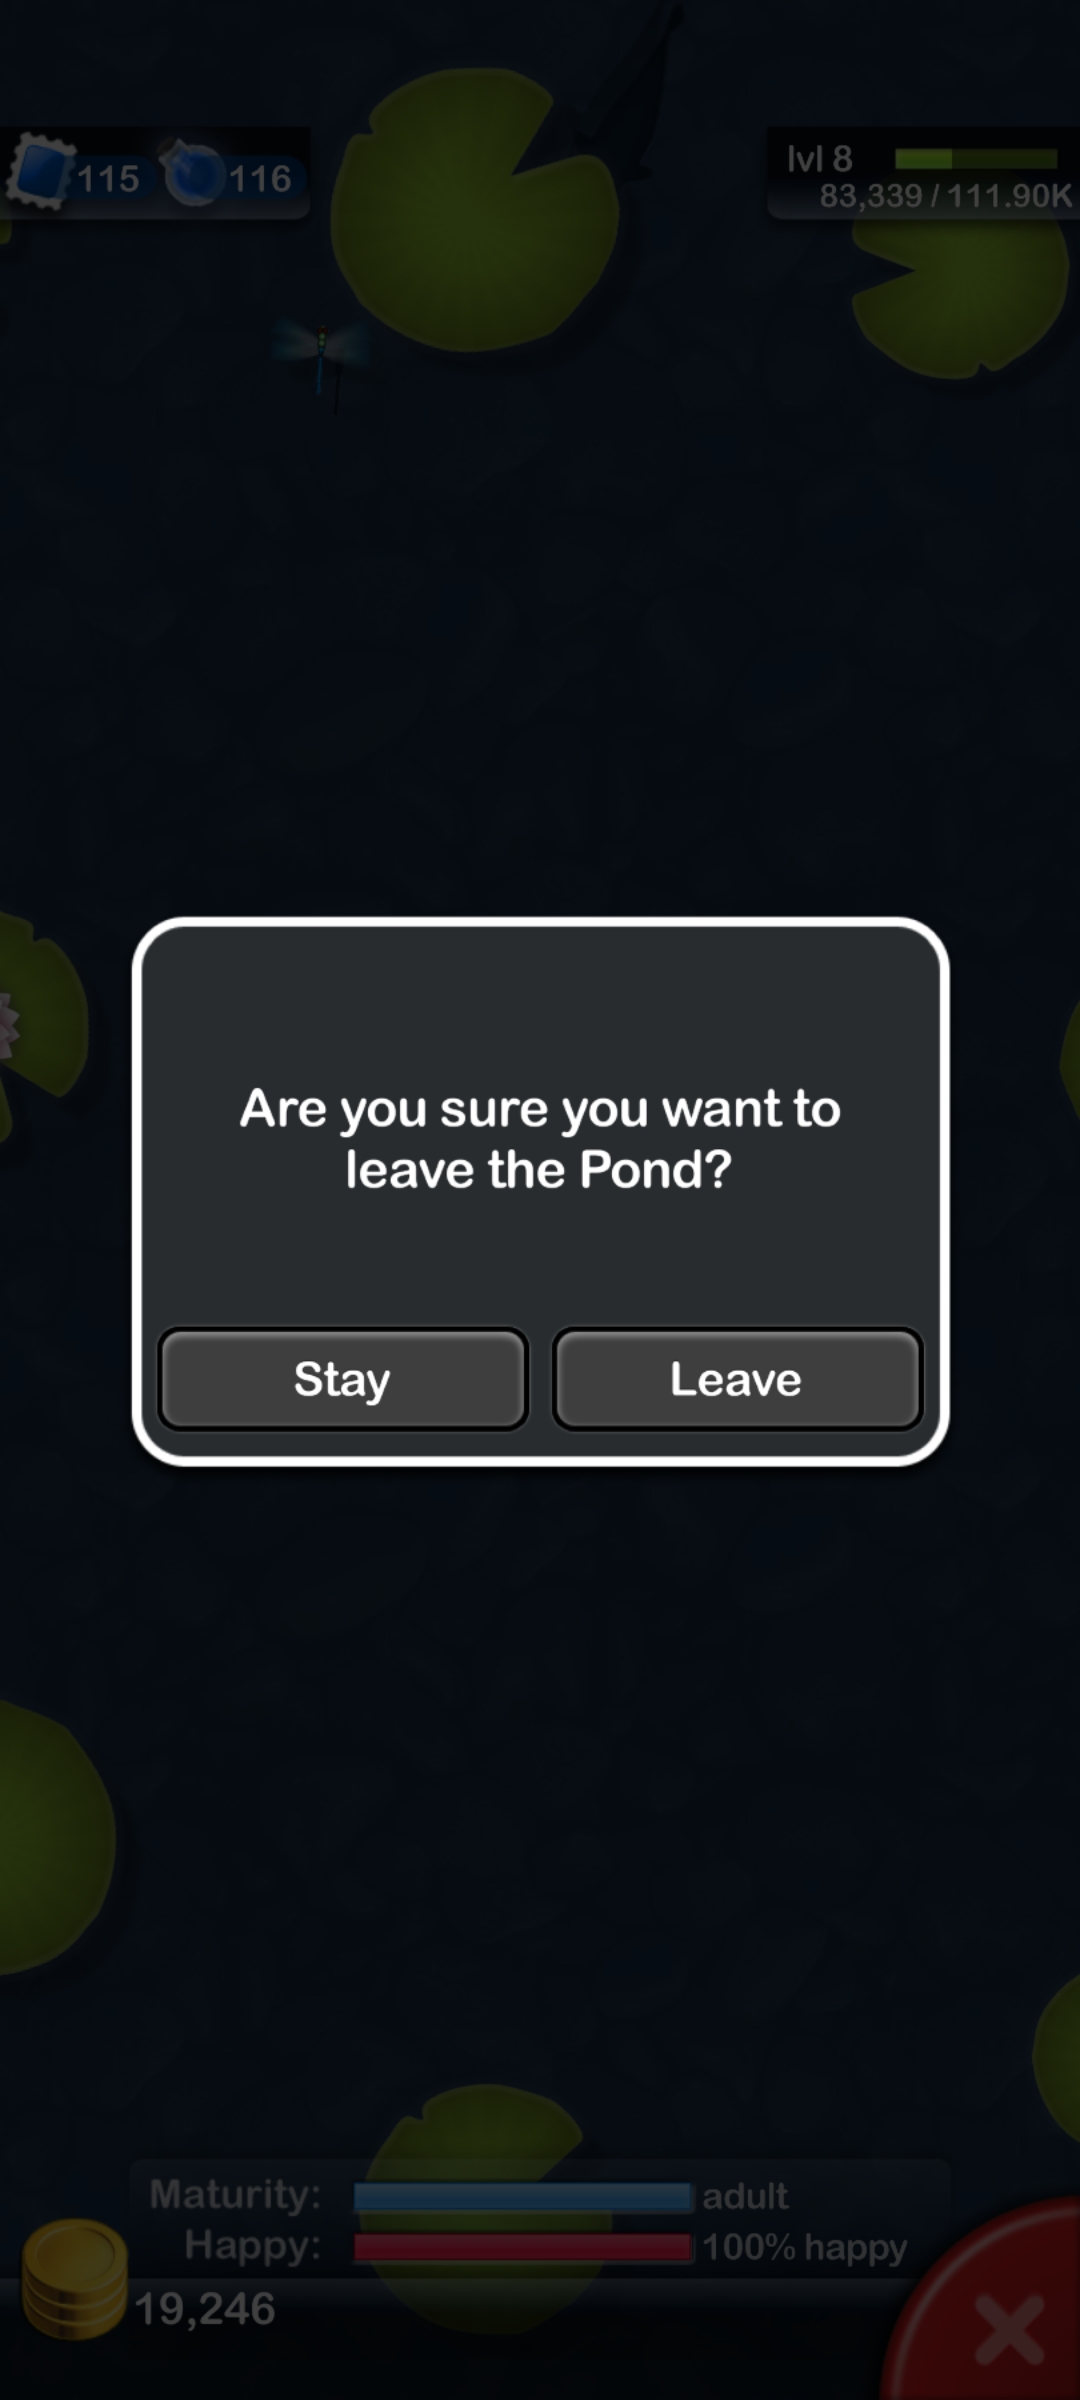 115 116
lvl 8
83,339 / 111.90K
Are you sure you want to
leave the Pond?
Stay Leave
Maturity: adult
Happy: 100% happy
19,246